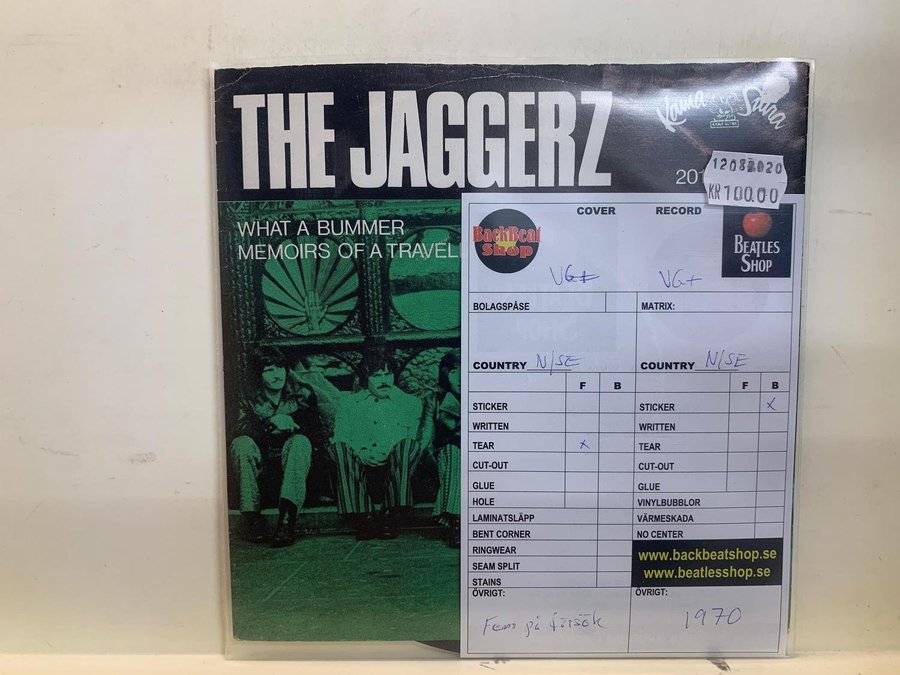 THE JAGGERZ
Kama Sutra
201
12082020
KR 100.00
WHAT A BUMMER
MEMOIRS OF A TRAVEL
COVER RECORD
BackBeat
Shop
BEATLES
SHOP
VG+ VG+
BOLAGSPÅSE MATRIX:
COUNTRY N/SE COUNTRY N/SE
F B F B
STICKER STICKER X
WRITTEN WRITTEN
TEAR X TEAR
CUT-OUT CUT-OUT
GLUE GLUE
HOLE VINYLBUBBLOR
LAMINATSLÄPP VÄRMESKADA
BENT CORNER NO CENTER
RINGWEAR
SEAM SPLIT
STAINS
www.backbeatshop.se
www.beatlesshop.se
ÖVRIGT: ÖVRIGT:
på 1970